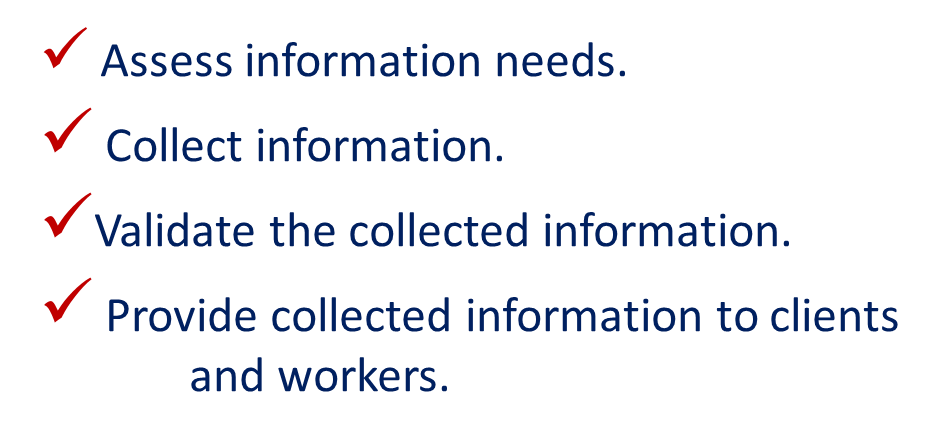 ✓ Assess information needs.
✓ Collect information.
✓ Validate the collected information.
✓ Provide collected information to clients
and workers.